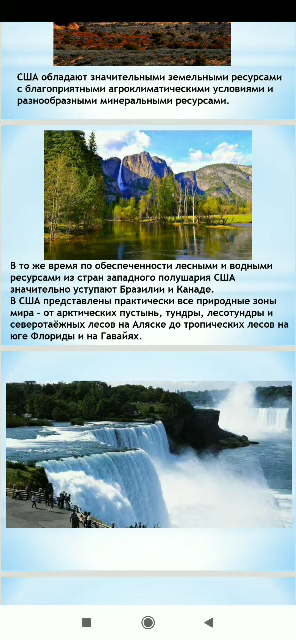 США обладают значительными земельными ресурсами
с благоприятными агроклиматическими условиями и
разнообразными минеральными ресурсами.
В то же время по обеспеченности лесными и водными
ресурсами из стран западного полушария США
значительно уступают Бразилии и Канаде.
В США представлены практически все природные зоны
мира – от арктических пустынь, тундры, лесотундры и
северотаёжных лесов на Аляске до тропических лесов на
юге Флориды и на Гавайях.